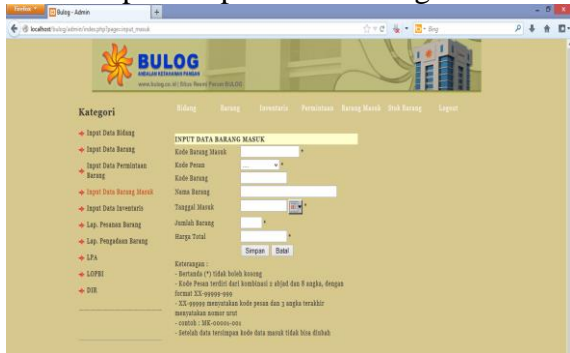 Firefox
Bulog - Admin
localhost/bulog/admin/index.php?page=input_masuk
Bing
BULOG
ANDALAN KETAHANAN PANGAN
Kategori
Bidang Barang Inventaris Permintaan Barang Masuk Stok Barang Logout
Input Data Bidang
Input Data Barang
Input Data Permintaan
Barang
Input Data Barang Masuk
Input Data Inventaris
Lap. Pesanan Barang
Lap. Pengadaan Barang
LPA
LOPBI
DIR
INPUT DATA BARANG MASUK
Kode Barang Masuk *
Kode Pesan .... *
Kode Barang
Nama Barang
Tanggal Masuk *
Jumlah Barang *
Harga Total *
Simpan Batal
Keterangan :
- Bertanda (*) tidak boleh kosong
- Kode Pesan terdiri dari kombinasi 2 abjad dan 8 angka, dengan
format XX-99999-999
- XX-99999 menyatakan kode pesan dan 3 angka terakhir
menyatakan nomor urut
- contoh : MK-00001-001
- Setelah data tersimpan kode data masuk tidak bisa diubah